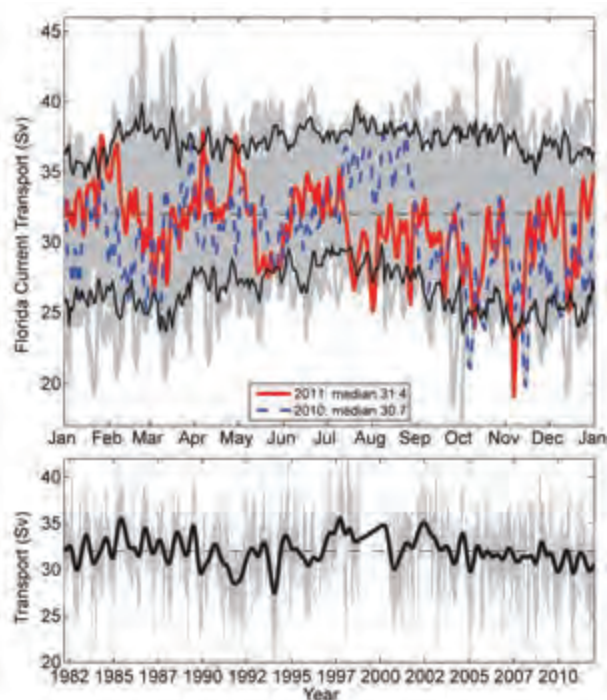 45
40
35
30
25
20
Florida Current Transport (Sv)
2011: median 31.4
2010: median 30.7
Jan Feb Mar Apr May Jun Jul Aug Sep Oct Nov Dec Jan
40
35
30
25
20
Transport (Sv)
1982 1985 1987 1990 1992 1995 1997 2000 2002 2005 2007 2010
Year